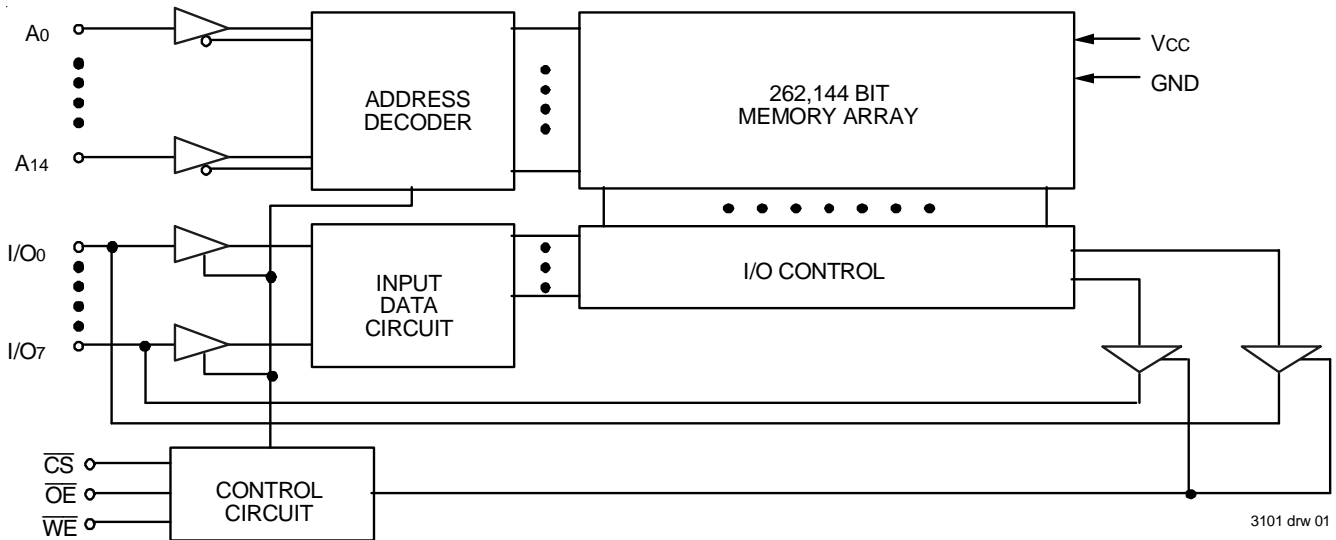 A0
ADDRESS
DECODER
262,144 BIT
MEMORY ARRAY
VCC
GND
A14
I/O0
INPUT
DATA
CIRCUIT
I/O CONTROL
I/O7
CS
OE
WE
CONTROL
CIRCUIT
3101 drw 01